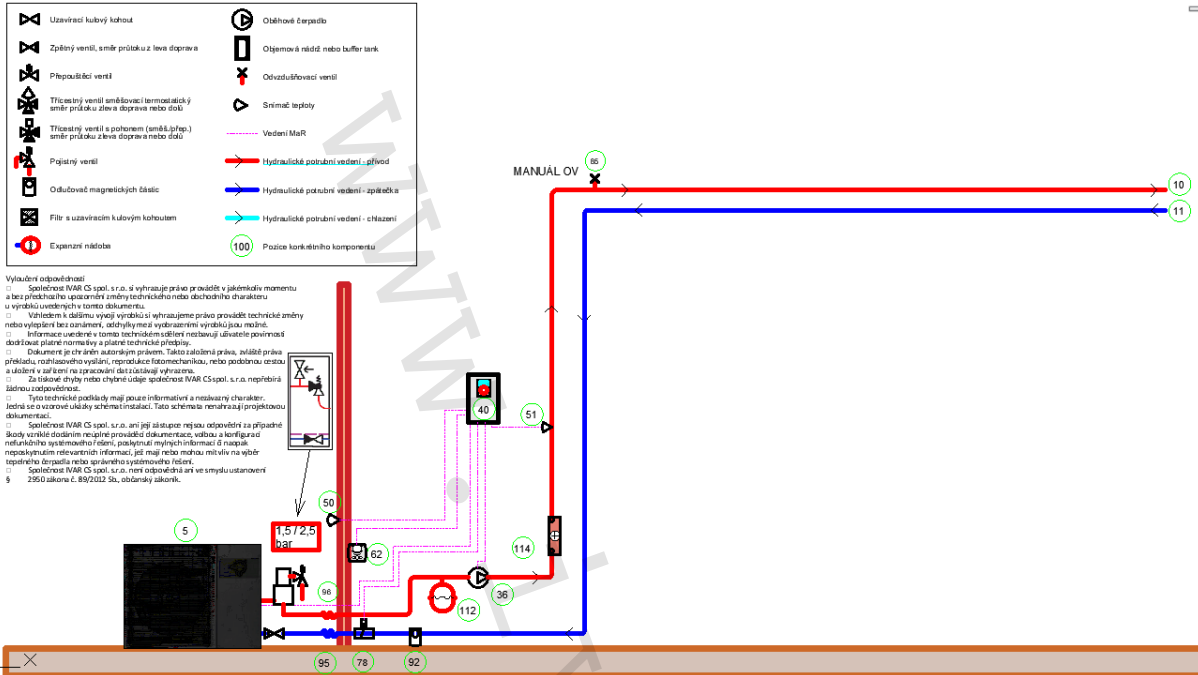 Uzavírací kulový kohout
Zpětný ventil, směr průtoku z leva doprava
Přepouštěcí ventil
Třícestný ventil směšovací termostatický
směr průtoku zleva doprava nebo dolů
Třícestný ventil s pohonem (směš./přep.)
směr průtoku zleva doprava nebo dolů
Pojistný ventil
Odlučovač magnetických částic
Filtr s uzavíracím kulovým kohoutem
Expanzní nádoba
Oběhové čerpadlo
Objemová nádrž nebo buffer tank
Odvzdušňovací ventil
Snímač teploty
Vedení MaR
Hydraulické potrubní vedení - přívod
Hydraulické potrubní vedení - zpátečka
Hydraulické potrubní vedení - chlazení
100 Pozice konkrétního komponentu
Vyloučení odpovědnosti
Společnost IVAR CS spol. s r.o. si vyhrazuje právo provádět v jakémkoliv momentu
a bez předchozího upozornění změny technického nebo obchodního charakteru
u výrobků uvedených v tomto dokumentu.
Vzhledem k dalšímu vývoji výrobků si vyhrazujeme právo provádět technické změny
nebo vylepšení bez oznámení, odchylky mezi vyobrazeními výrobků jsou možné.
Informace uvedené v tomto technickém sdělení nezbavují uživatele povinnosti
dodržovat platné normativy a platné technické předpisy.
Dokument je chráněn autorským právem. Takto založená práva, zvláště práva
překladu, rozhlasového vysílání, reprodukce fotomechanikou, nebo podobnou cestou
a uložení v zařízení na zpracování dat zůstávají vyhrazena.
Za tiskové chyby nebo chybné údaje společnost IVAR CS spol. s r.o. nepřebírá
žádnou zodpovědnost.
Tyto technické podklady mají pouze informativní a nezávazný charakter.
Jedná se o vzorové ukázky schémat instalací. Tato schémata nenahrazují projektovou
dokumentaci.
Společnost IVAR CS spol. s r.o. ani její zástupce nejsou odpovědni za případné
škody vzniklé dodáním neúplné prováděcí dokumentace, volbou a konfigurací
nefunkčního systémového řešení, poskytnutí mylných informací či naopak
neposkytnutím relevantních informací, jež mají nebo mohou mít vliv na výběr
tepelného čerpadla nebo správného systémového řešení.
Společnost IVAR CS spol. s r.o. není odpovědná ani ve smyslu ustanovení
§ 2950 zákona č. 89/2012 Sb., občanský zákoník.
MANUÁL OV
85
10
11
40
51
50
5
1,5 / 2,5
bar
62
114
96
36
112
95
78
92
www.